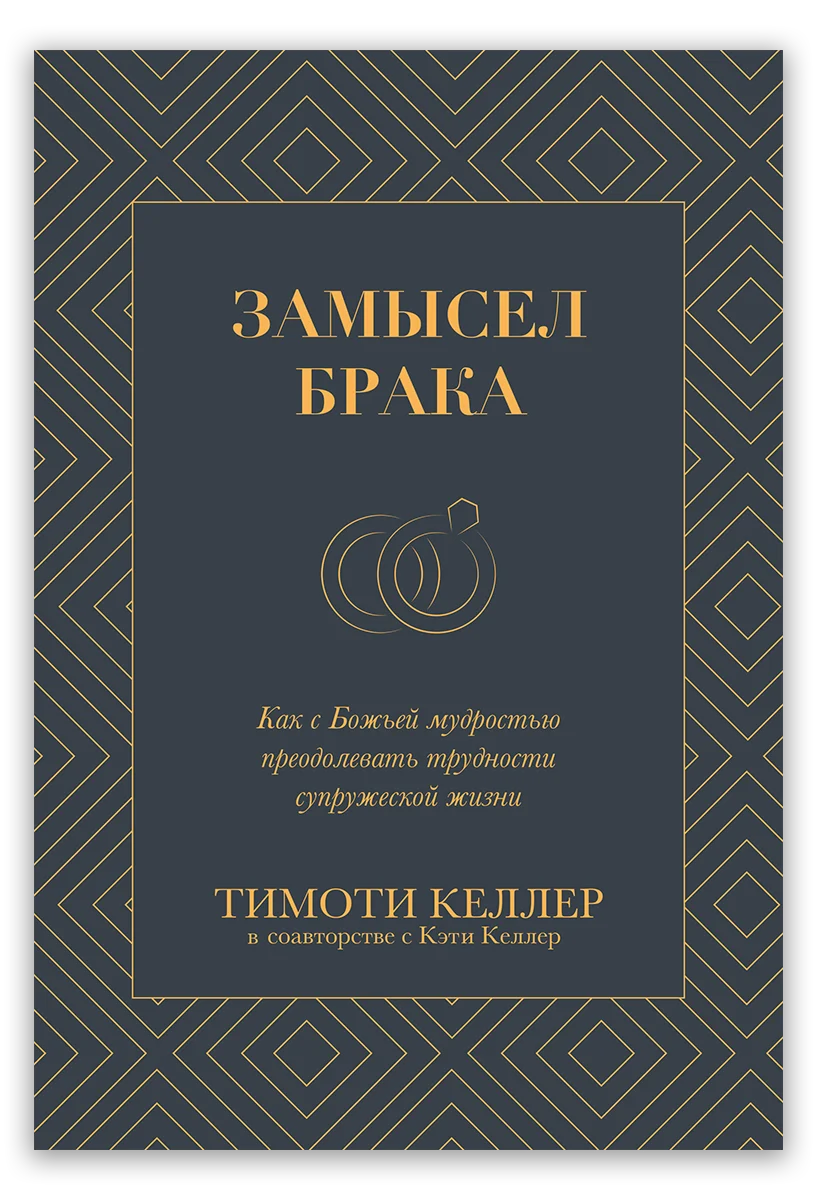 ЗАМЫСЕЛ
БРАКА
Как с Божьей мудростью
преодолевать трудности
супружеской жизни
ТИМОТИ КЕЛЛЕР
в соавторстве с Кэти Келлер